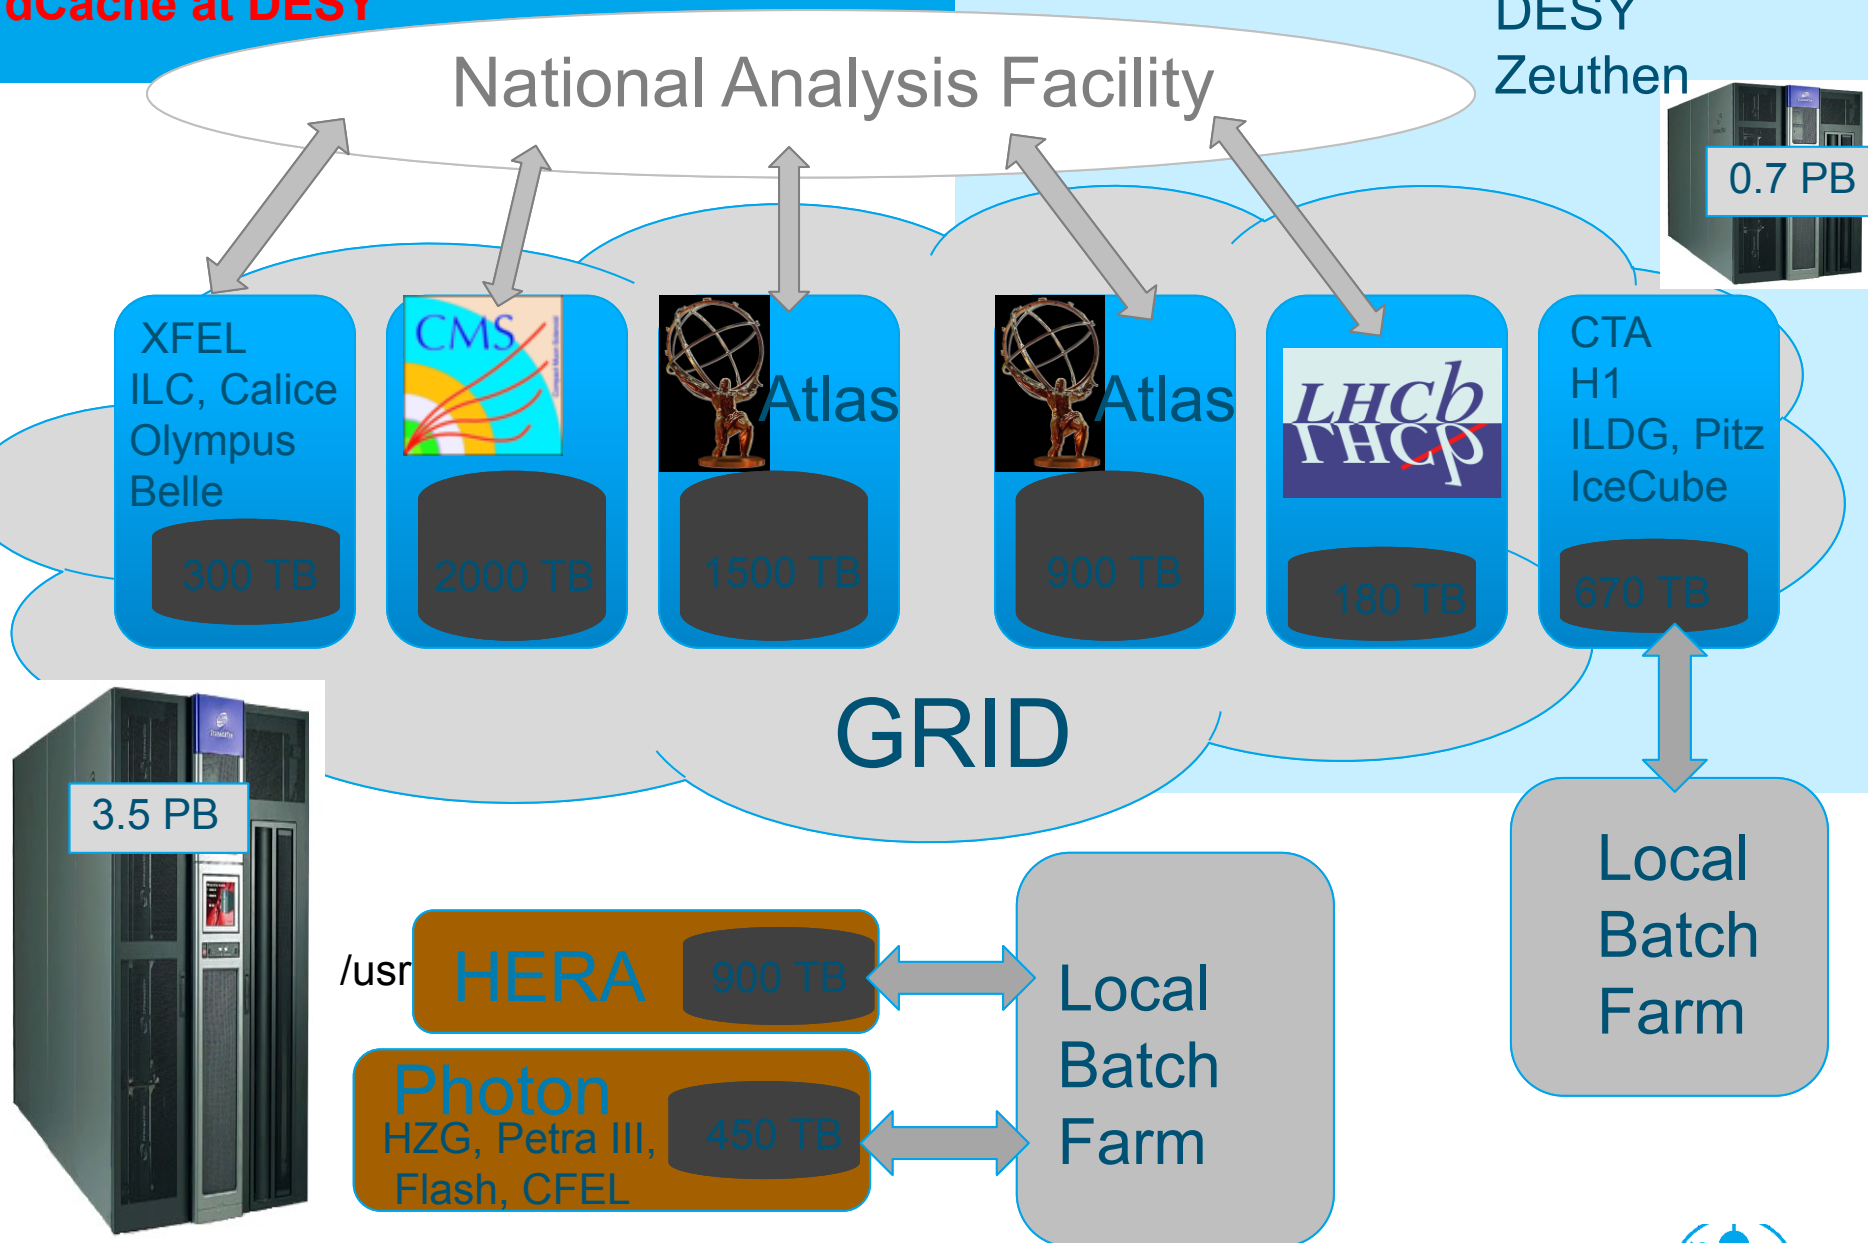 dCache at DESY
DESY
Zeuthen
National Analysis Facility
0.7 PB
XFEL
ILC, Calice
Olympus
Belle
300 TB
CMS
2000 TB
Atlas
1500 TB
Atlas
900 TB
LHCb
LHCb
180 TB
CTA
H1
ILDG, Pitz
IceCube
670 TB
GRID
3.5 PB
/usr
HERA
900 TB
Photon
HZG, Petra III,
Flash, CFEL
450 TB
Local
Batch
Farm
Local
Batch
Farm